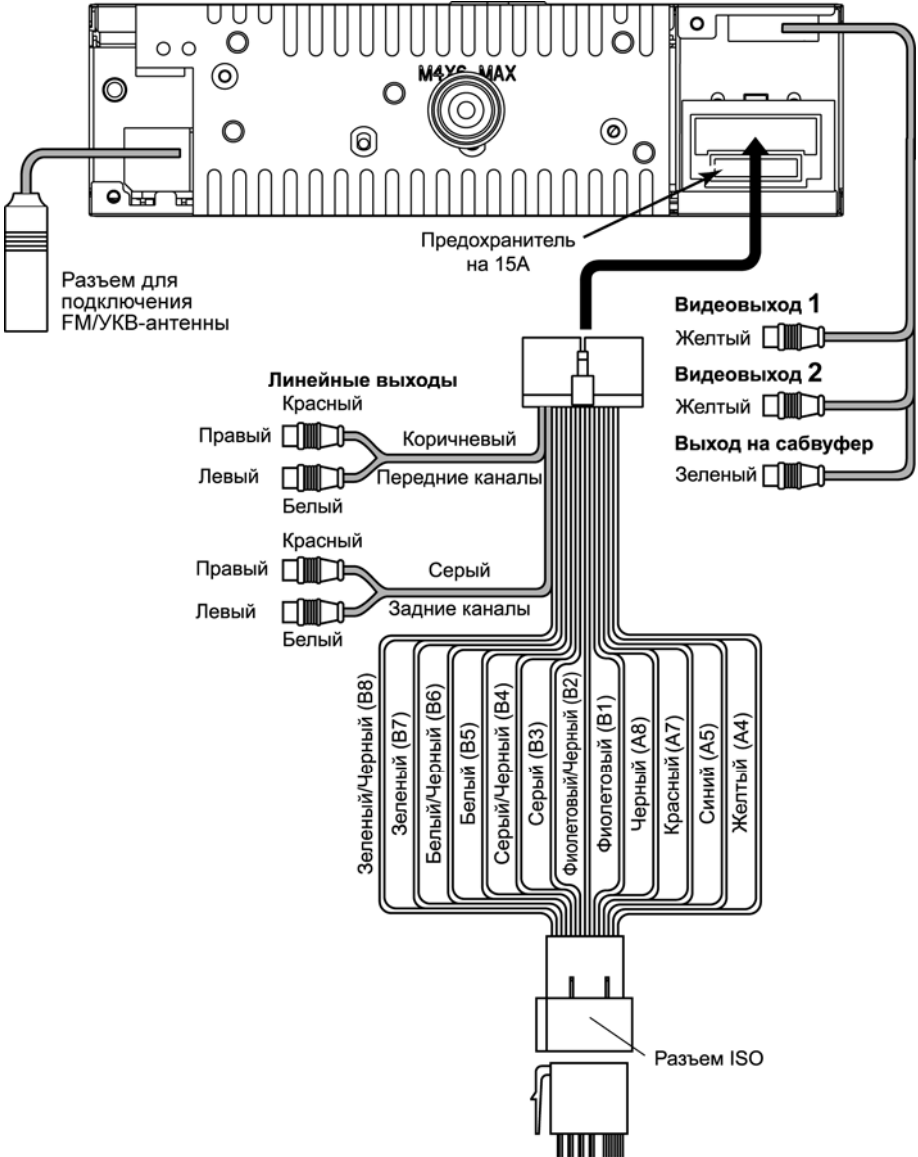 M4X6 MAX
Предохранитель
на 15А
Разъем для
подключения
FM/УКВ-антенны
Видеовыход 1
Желтый
Видеовыход 2
Желтый
Выход на сабвуфер
Зеленый
Линейные выходы
Красный
Правый
Коричневый
Левый
Передние каналы
Белый
Красный
Правый
Серый
Левый
Задние каналы
Белый
Зеленый/Черный (B8)
Зеленый (B7)
Белый/Черный (B6)
Белый (B5)
Серый/Черный (B4)
Серый (B3)
Фиолетовый/Черный (B2)
Фиолетовый (B1)
Черный (A8)
Красный (A7)
Синий (A5)
Желтый (A4)
Разъем ISO